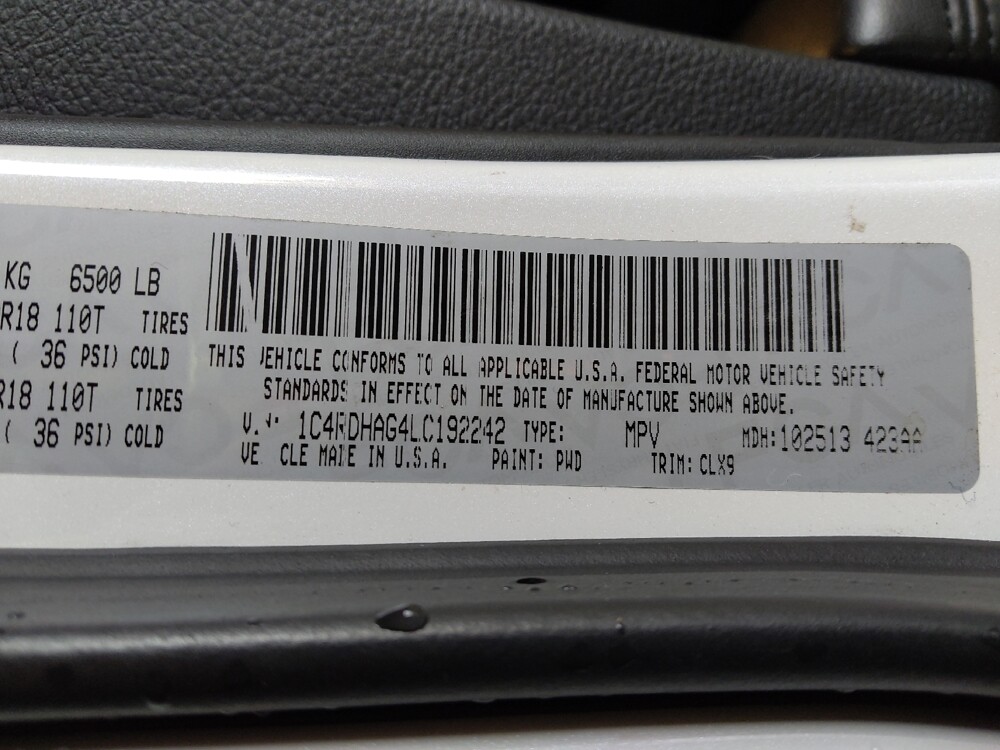 KG 6500 LB
R18 110T TIRES
( 36 PSI) COLD
R18 110T TIRES
( 36 PSI) COLD
THIS VEHICLE CONFORMS TO ALL APPLICABLE U.S.A. FEDERAL MOTOR VEHICLE SAFETY
STANDARDS IN EFFECT ON THE DATE OF MANUFACTURE SHOWN ABOVE.
V.I.N.: 1C4RDHAG4LC192242 TYPE: MPV MDH: 102513 423AA
VEHICLE MADE IN U.S.A. PAINT: PWD TRIM: CLX9